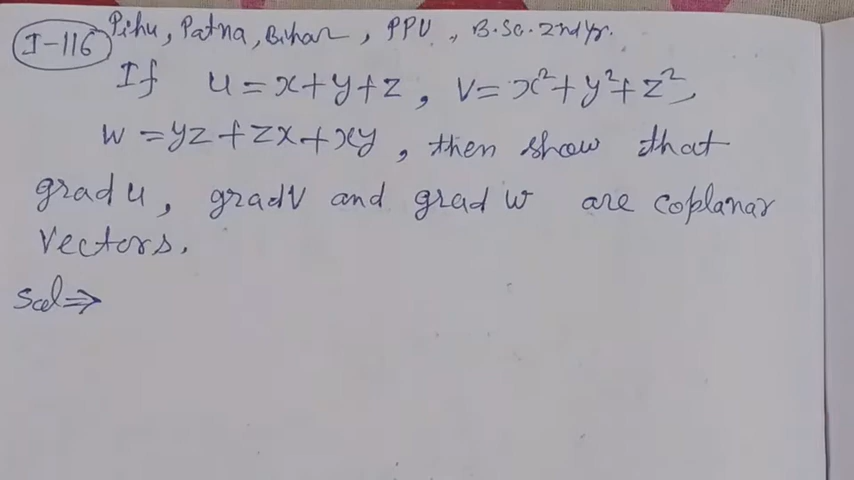 I-116 Pihu, Patna, Bihar, PPU, B.Sc. 2nd yr.
If u = x+y+z, v = x²+y²+z²,
w = yz+zx+xy, then show that
grad u, grad v and grad w are coplanar
vectors.
Sol⇒